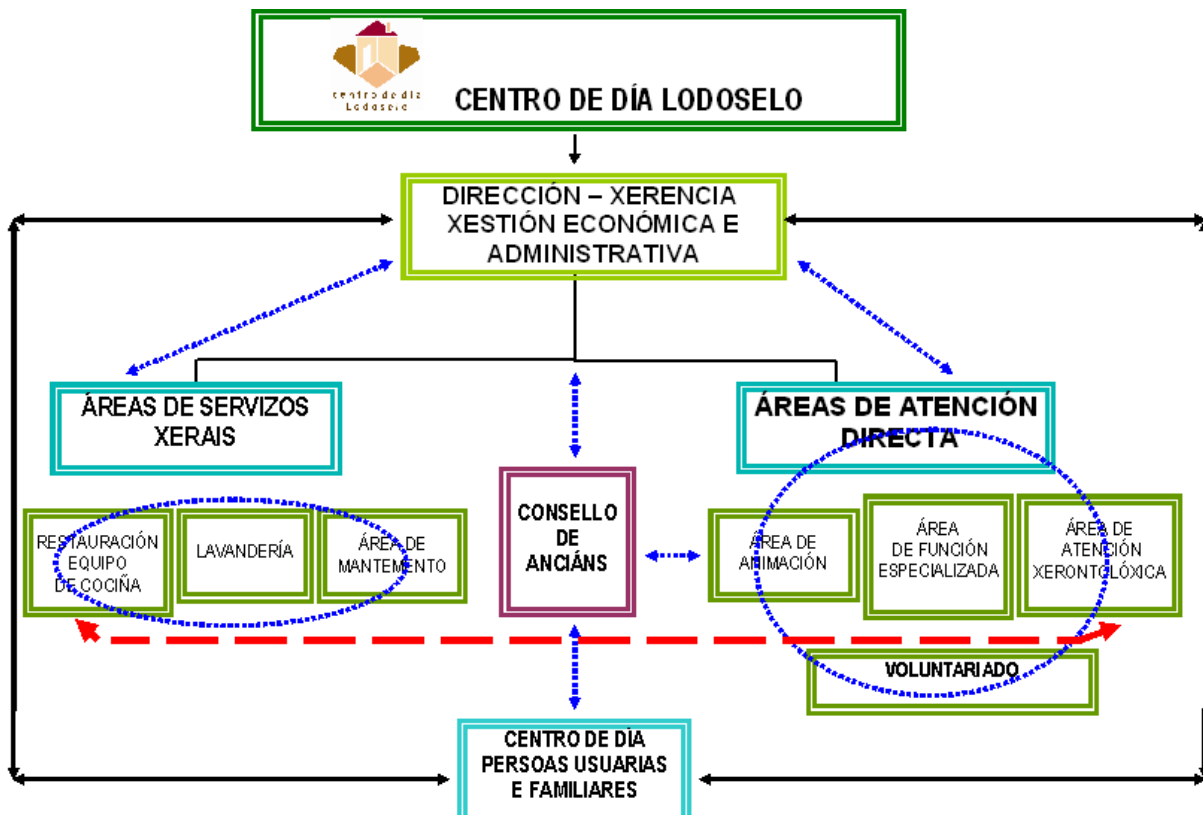 centro de día
Lodoselo
CENTRO DE DÍA LODOSELO
DIRECCIÓN – XERENCIA
XESTIÓN ECONÓMICA E
ADMINISTRATIVA
ÁREAS DE SERVIZOS
XERAIS
ÁREAS DE ATENCIÓN
DIRECTA
RESTAURACIÓN
EQUIPO
DE COCIÑA
LAVANDERÍA
ÁREA DE
MANTEMENTO
CONSELLO
DE
ANCIÁNS
ÁREA DE
ANIMACIÓN
ÁREA
DE FUNCIÓN
ESPECIALIZADA
ÁREA DE
ATENCIÓN
XERONTOLÓXICA
VOLUNTARIADO
CENTRO DE DÌA
PERSOAS USUARIAS
E FAMILIARES